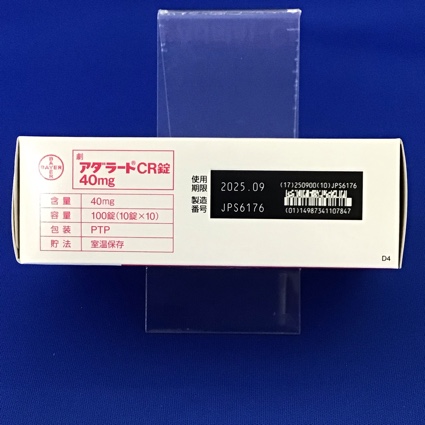 BAYER
劇
アダラート®CR錠
40mg
含量 40mg
容量 100錠(10錠×10)
包装 PTP
貯法 室温保存
使用期限 2025.09
製造番号 JPS6176
(17)250900(10)JPS6176
(01)14987341107847
D4